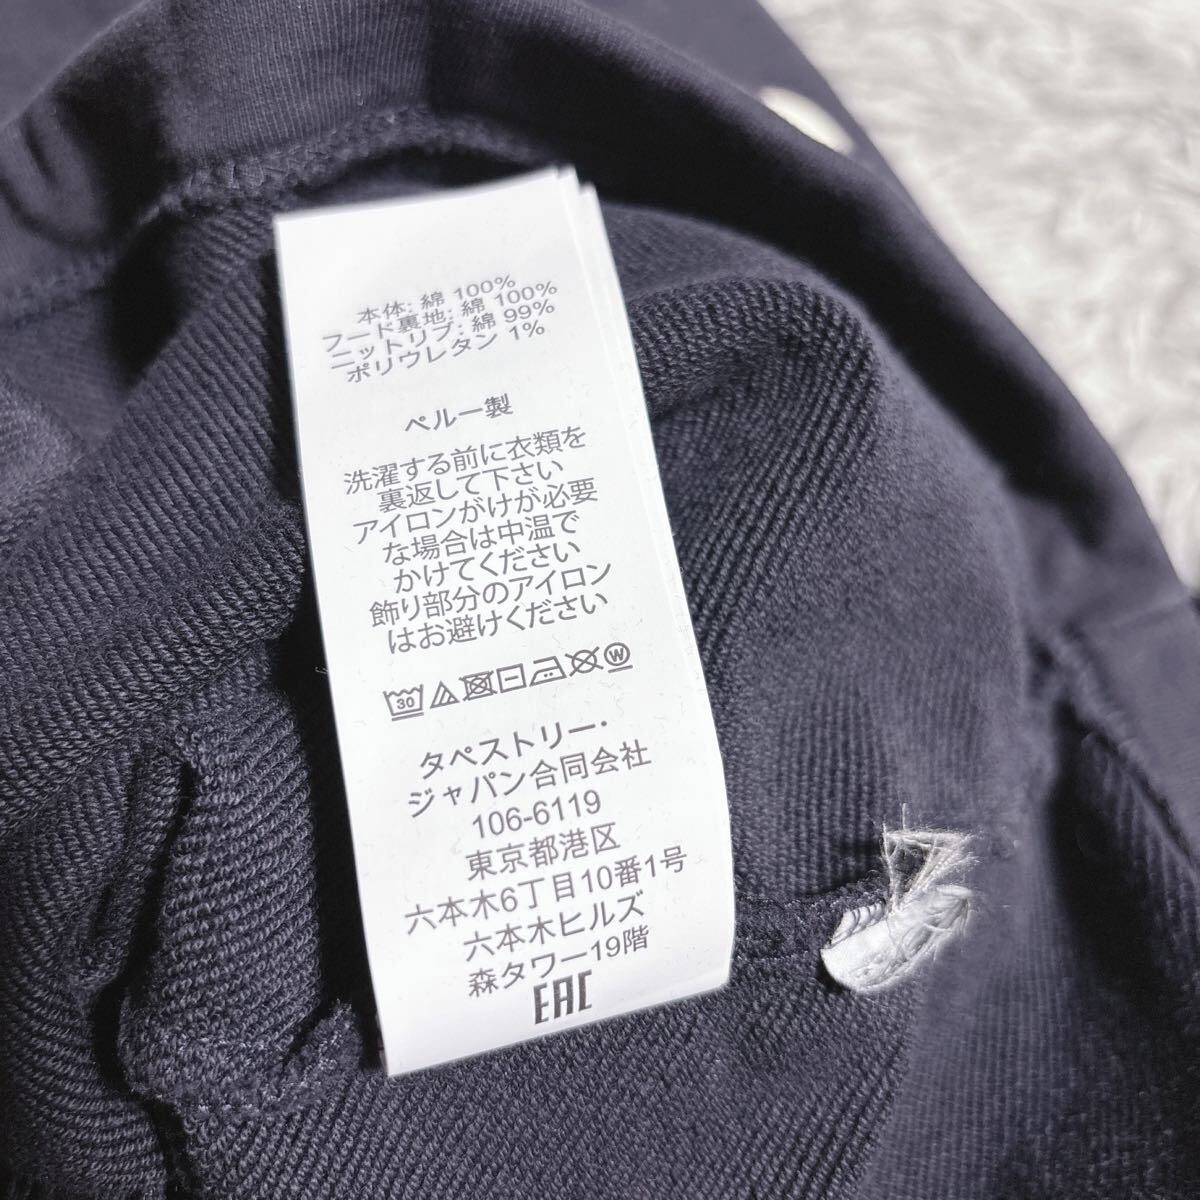 本体: 綿 100%
フード裏地: 綿 100%
ニットリブ: 綿 99%
ポリウレタン 1%
ペルー製
洗濯する前に衣類を
裏返して下さい
アイロンがけが必要
な場合は中温で
かけてください
飾り部分のアイロン
はお避けください
30 W
タペストリー・
ジャパン合同会社
106-6119
東京都港区
六本木6丁目10番1号
六本木ヒルズ
森タワー19階
EAC